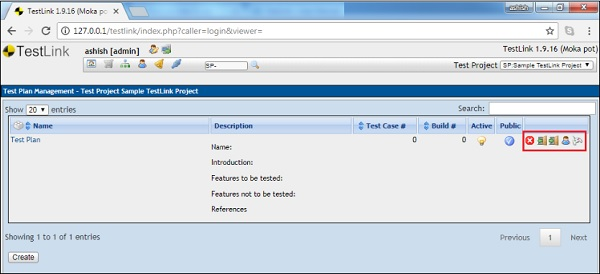 TestLink 1.9.16 (Moka pot)
ashish
127.0.0.1/testlink/index.php?caller=login&viewer=
TestLink
ashish [admin]
TestLink 1.9.16 (Moka pot)
SP-
Test Project
SP:Sample TestLink Project
Test Plan Management - Test Project Sample TestLink Project
Show 20 entries
Search:
Name Description Test Case # Build # Active Public
Test Plan
0 0
Name:
Introduction:
Features to be tested:
Features not to be tested:
References
Showing 1 to 1 of 1 entries
Previous 1 Next
Create